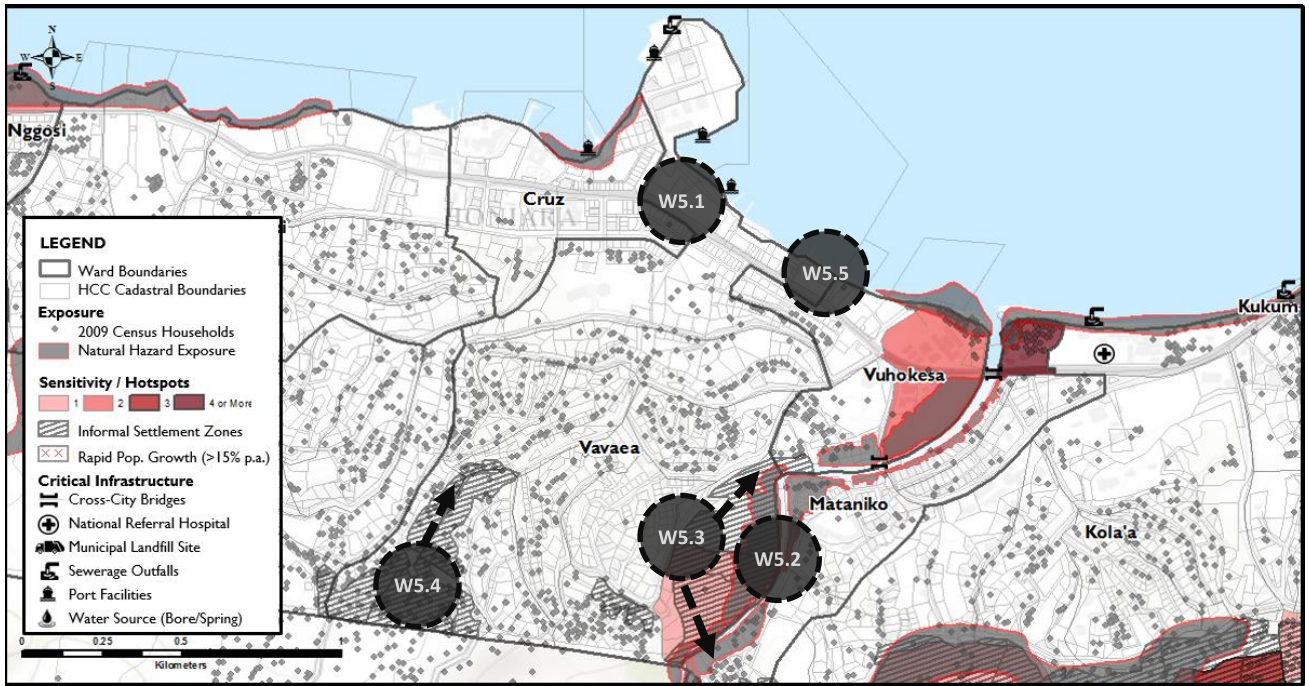 N
W E
S
Nggosi
Cruz
HONIARA
W5.1
W5.5
Kukum
Vuhokesa
Vavaea
Mataniko
Kola'a
W5.3
W5.2
W5.4
LEGEND
Ward Boundaries
HCC Cadastral Boundaries
Exposure
2009 Census Households
Natural Hazard Exposure
Sensitivity / Hotspots
1 2 3 4 or More
Informal Settlement Zones
Rapid Pop. Growth (>15% p.a.)
Critical Infrastructure
Cross-City Bridges
National Referral Hospital
Municipal Landfill Site
Sewerage Outfalls
Port Facilities
Water Source (Bore/Spring)
0 0.25 0.5 1
Kilometers